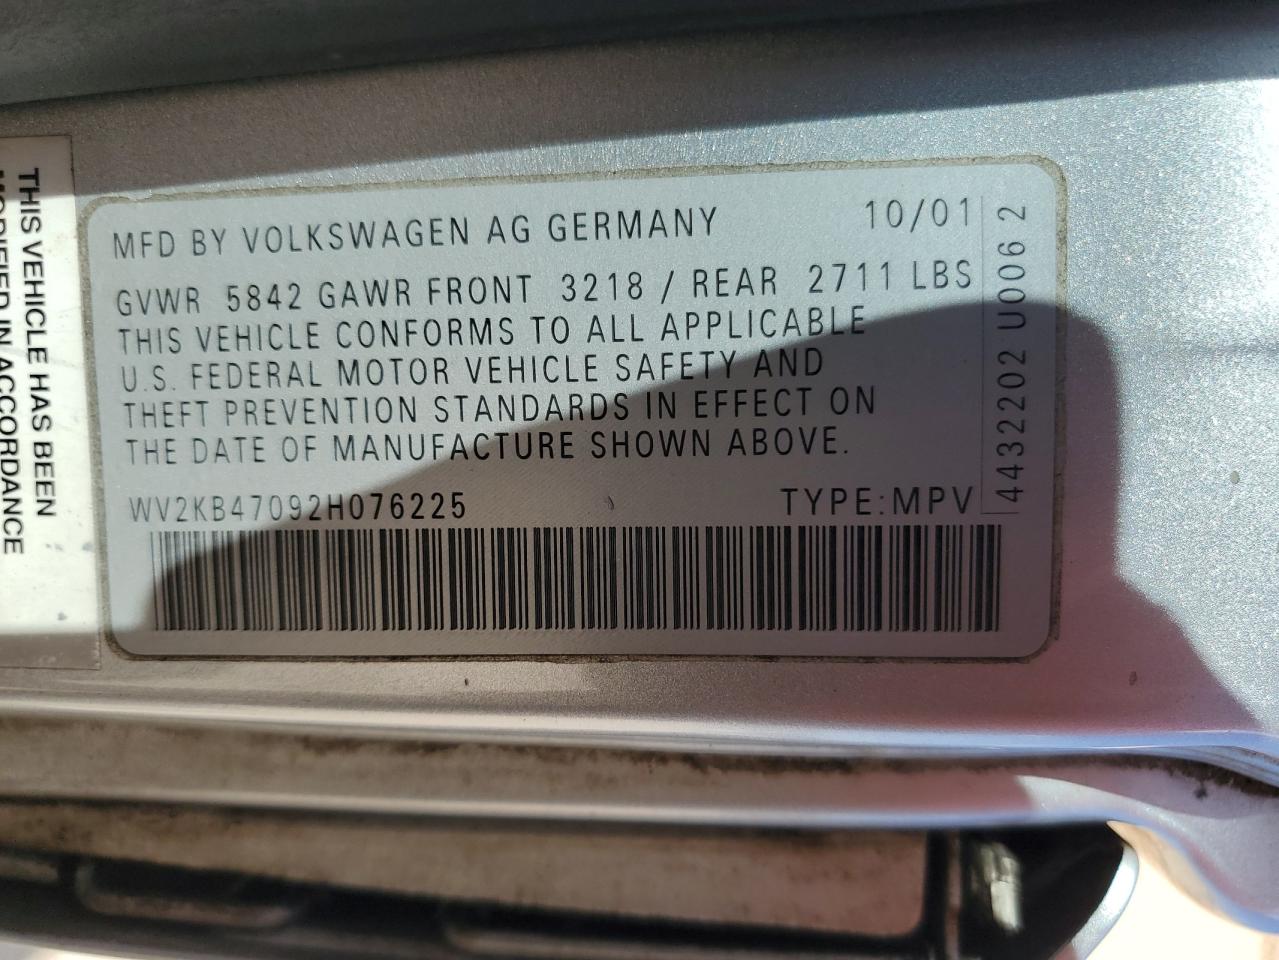 MFD BY VOLKSWAGEN AG GERMANY 10/01
GVWR 5842 GAWR FRONT 3218 / REAR 2711 LBS
THIS VEHICLE CONFORMS TO ALL APPLICABLE
U.S. FEDERAL MOTOR VEHICLE SAFETY AND
THEFT PREVENTION STANDARDS IN EFFECT ON
THE DATE OF MANUFACTURE SHOWN ABOVE.
WV2KB47092H076225 TYPE:MPV
4432202 U006 2
THIS VEHICLE HAS BEEN
MODIFIED IN ACCORDANCE